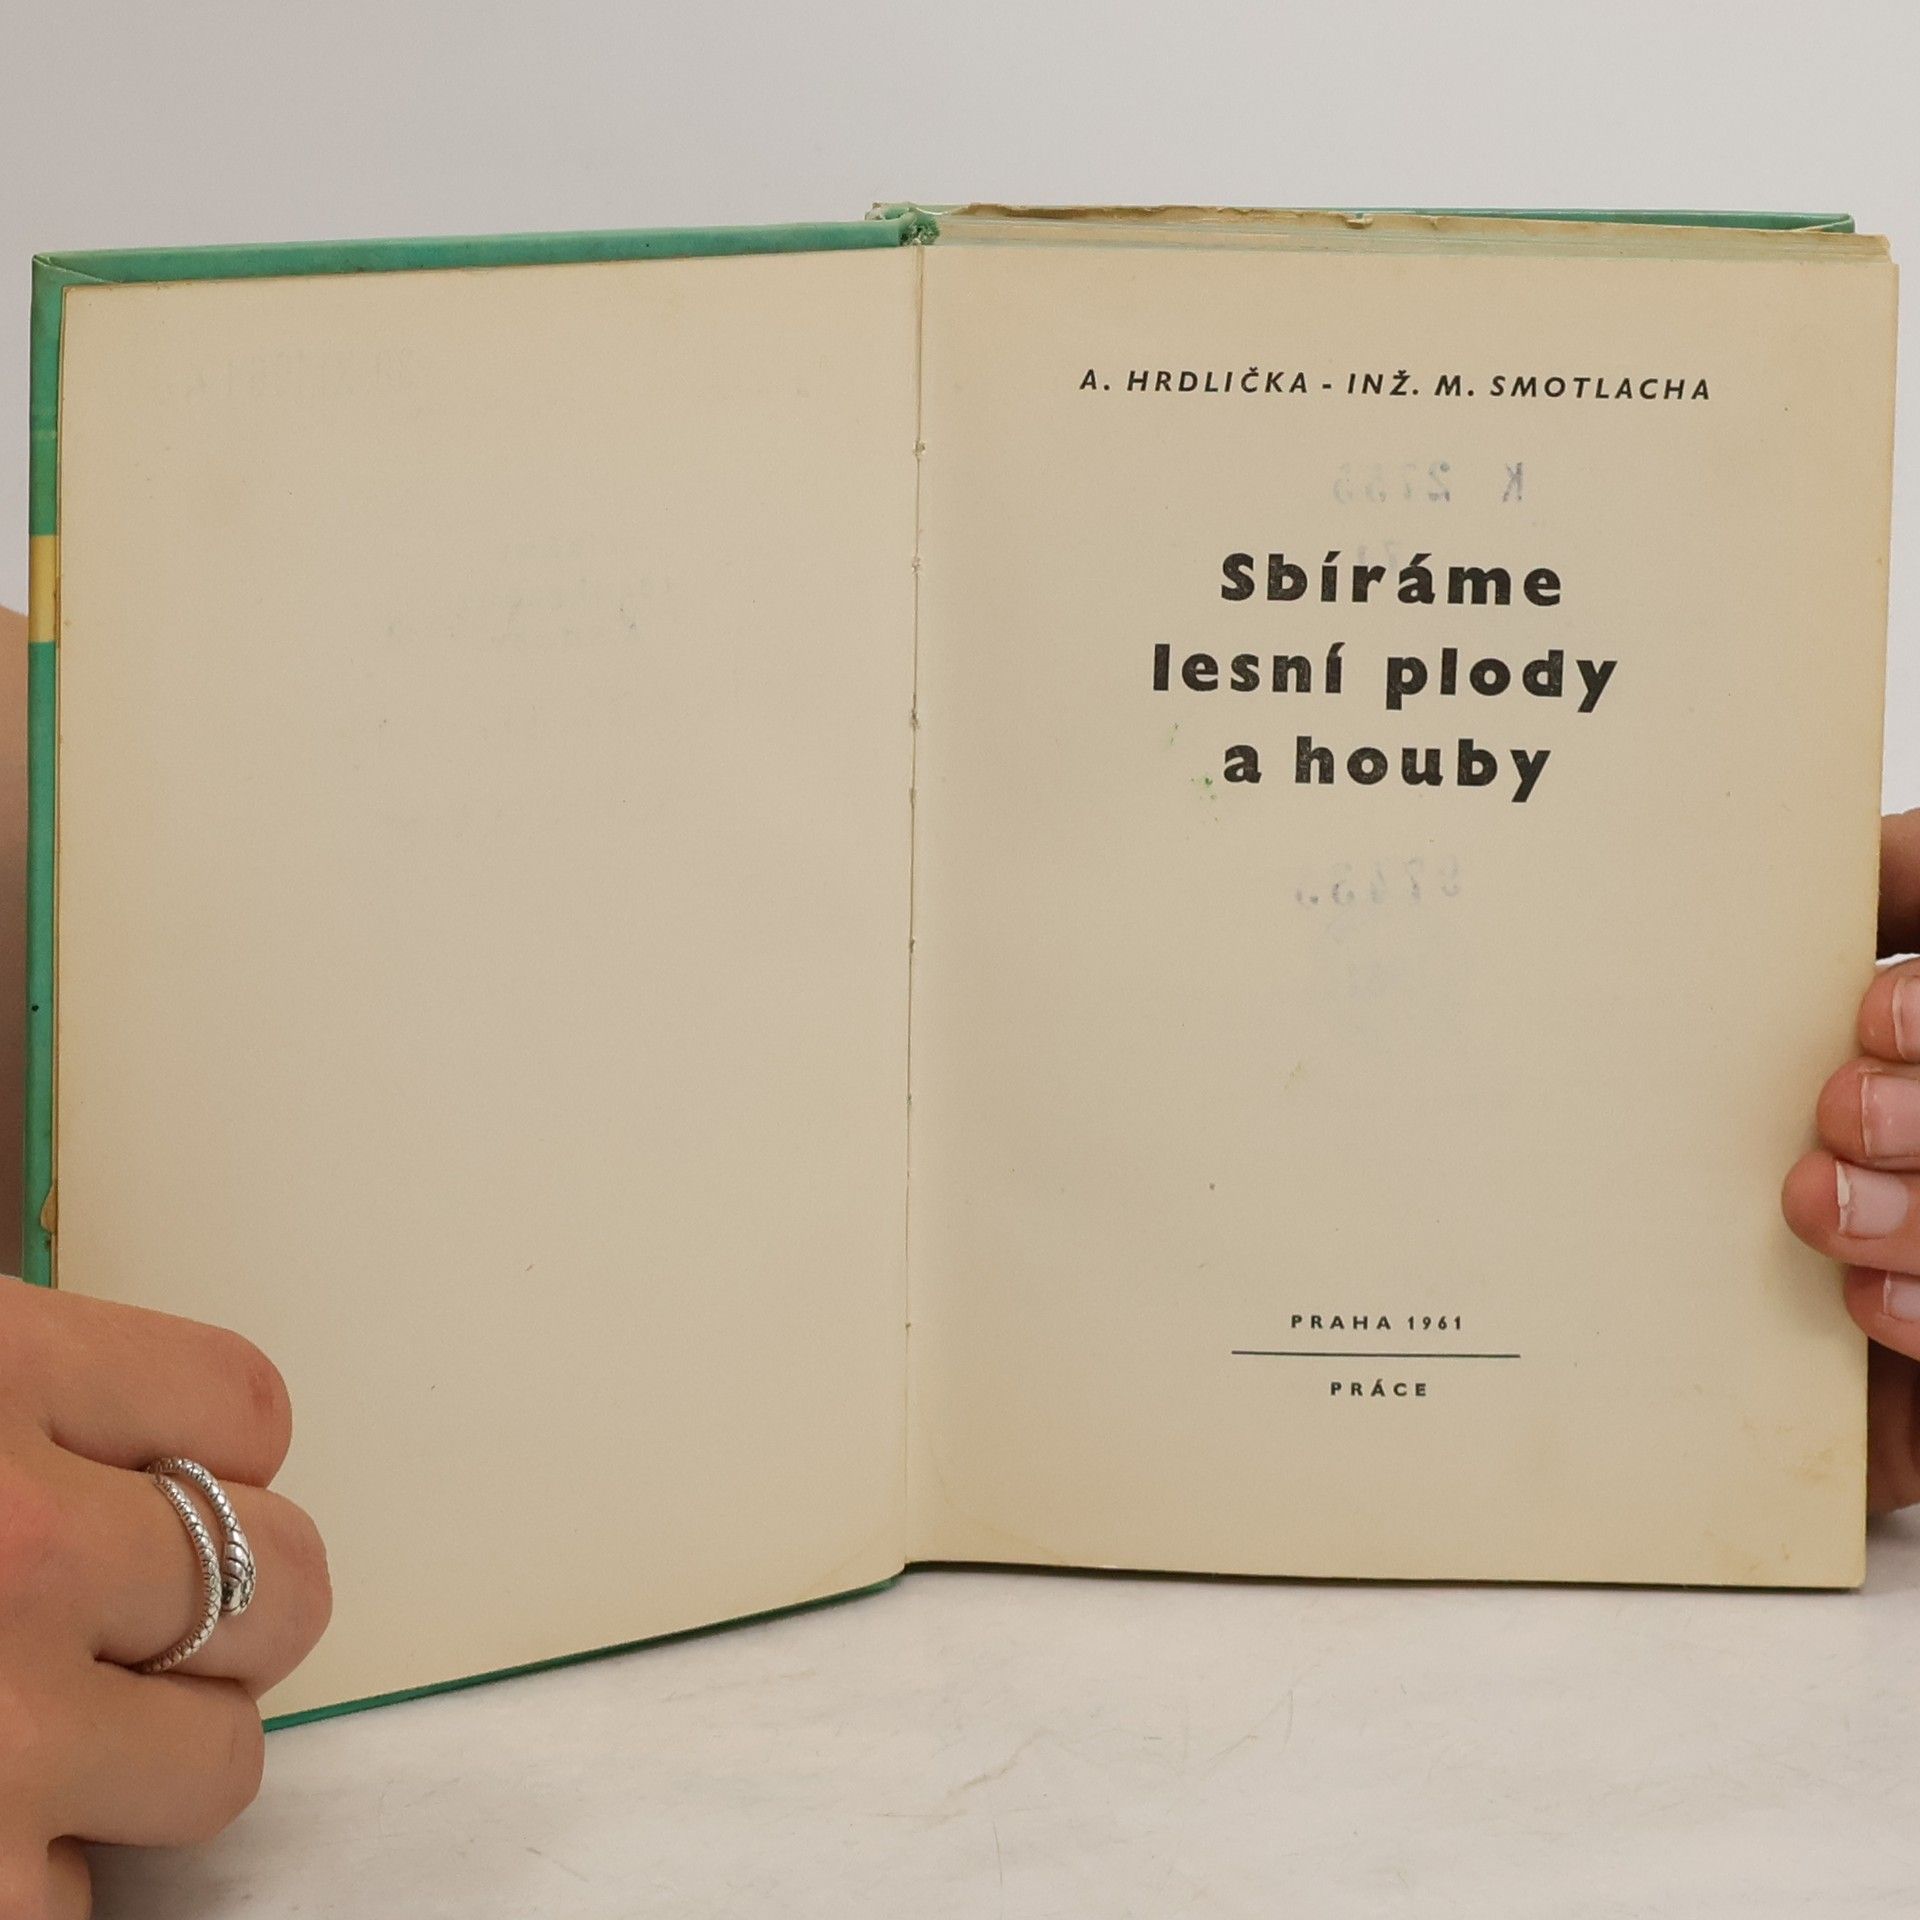 A. HRDLIČKA - INŽ. M. SMOTLACHA
Sbíráme
lesní plody
a houby
PRAHA 1961
PRÁCE